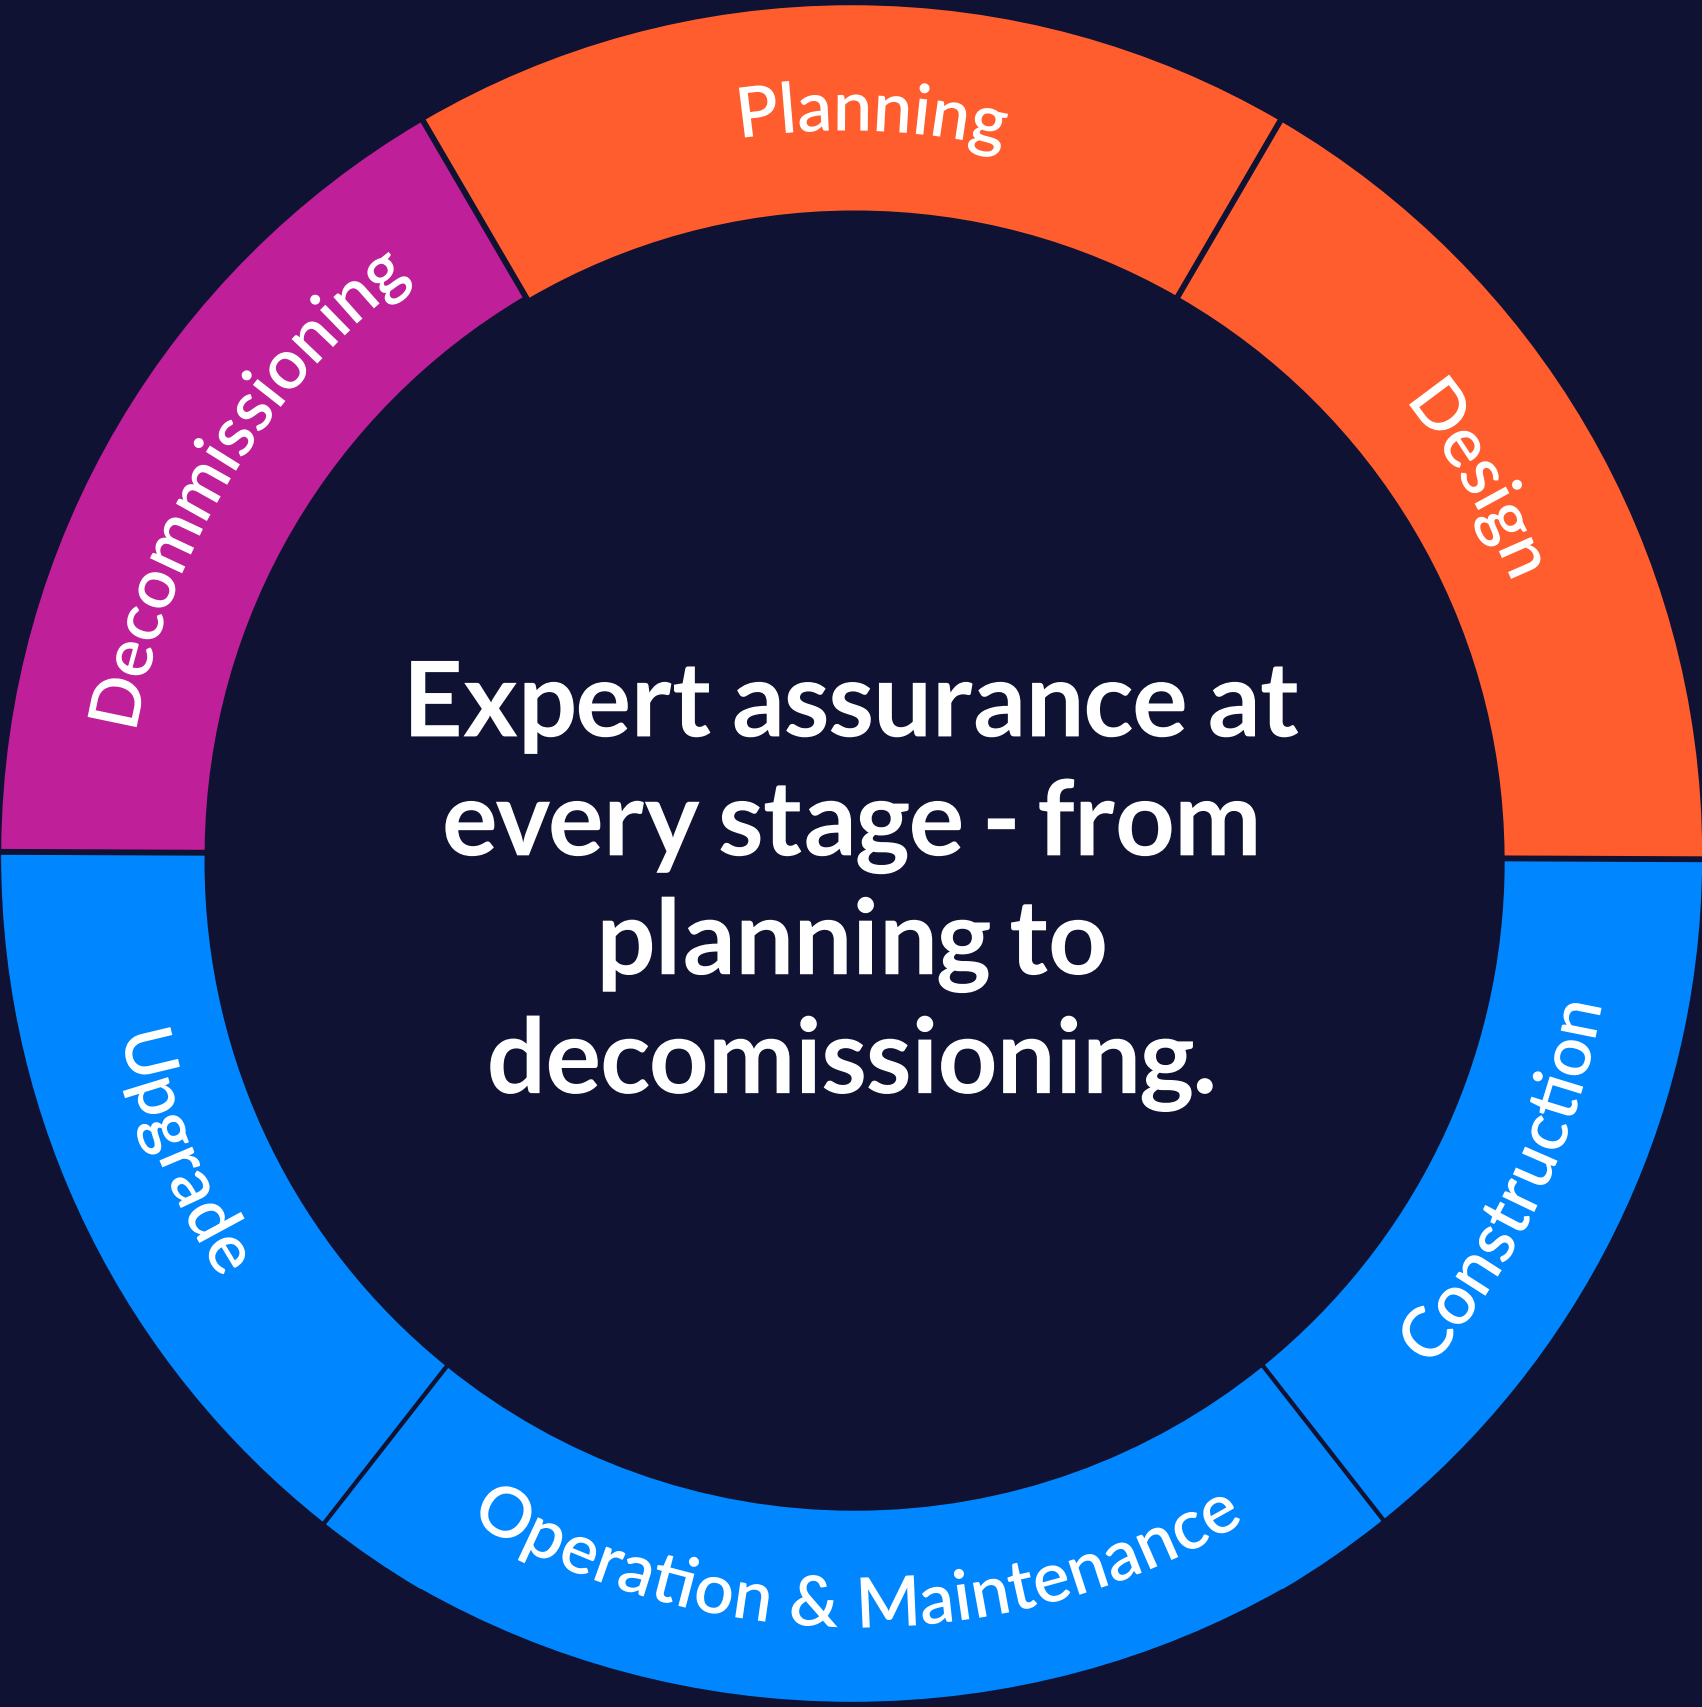 Planning
Design
Construction
Operation & Maintenance
Upgrade
Decommissioning
Expert assurance at
every stage - from
planning to
decomissioning.